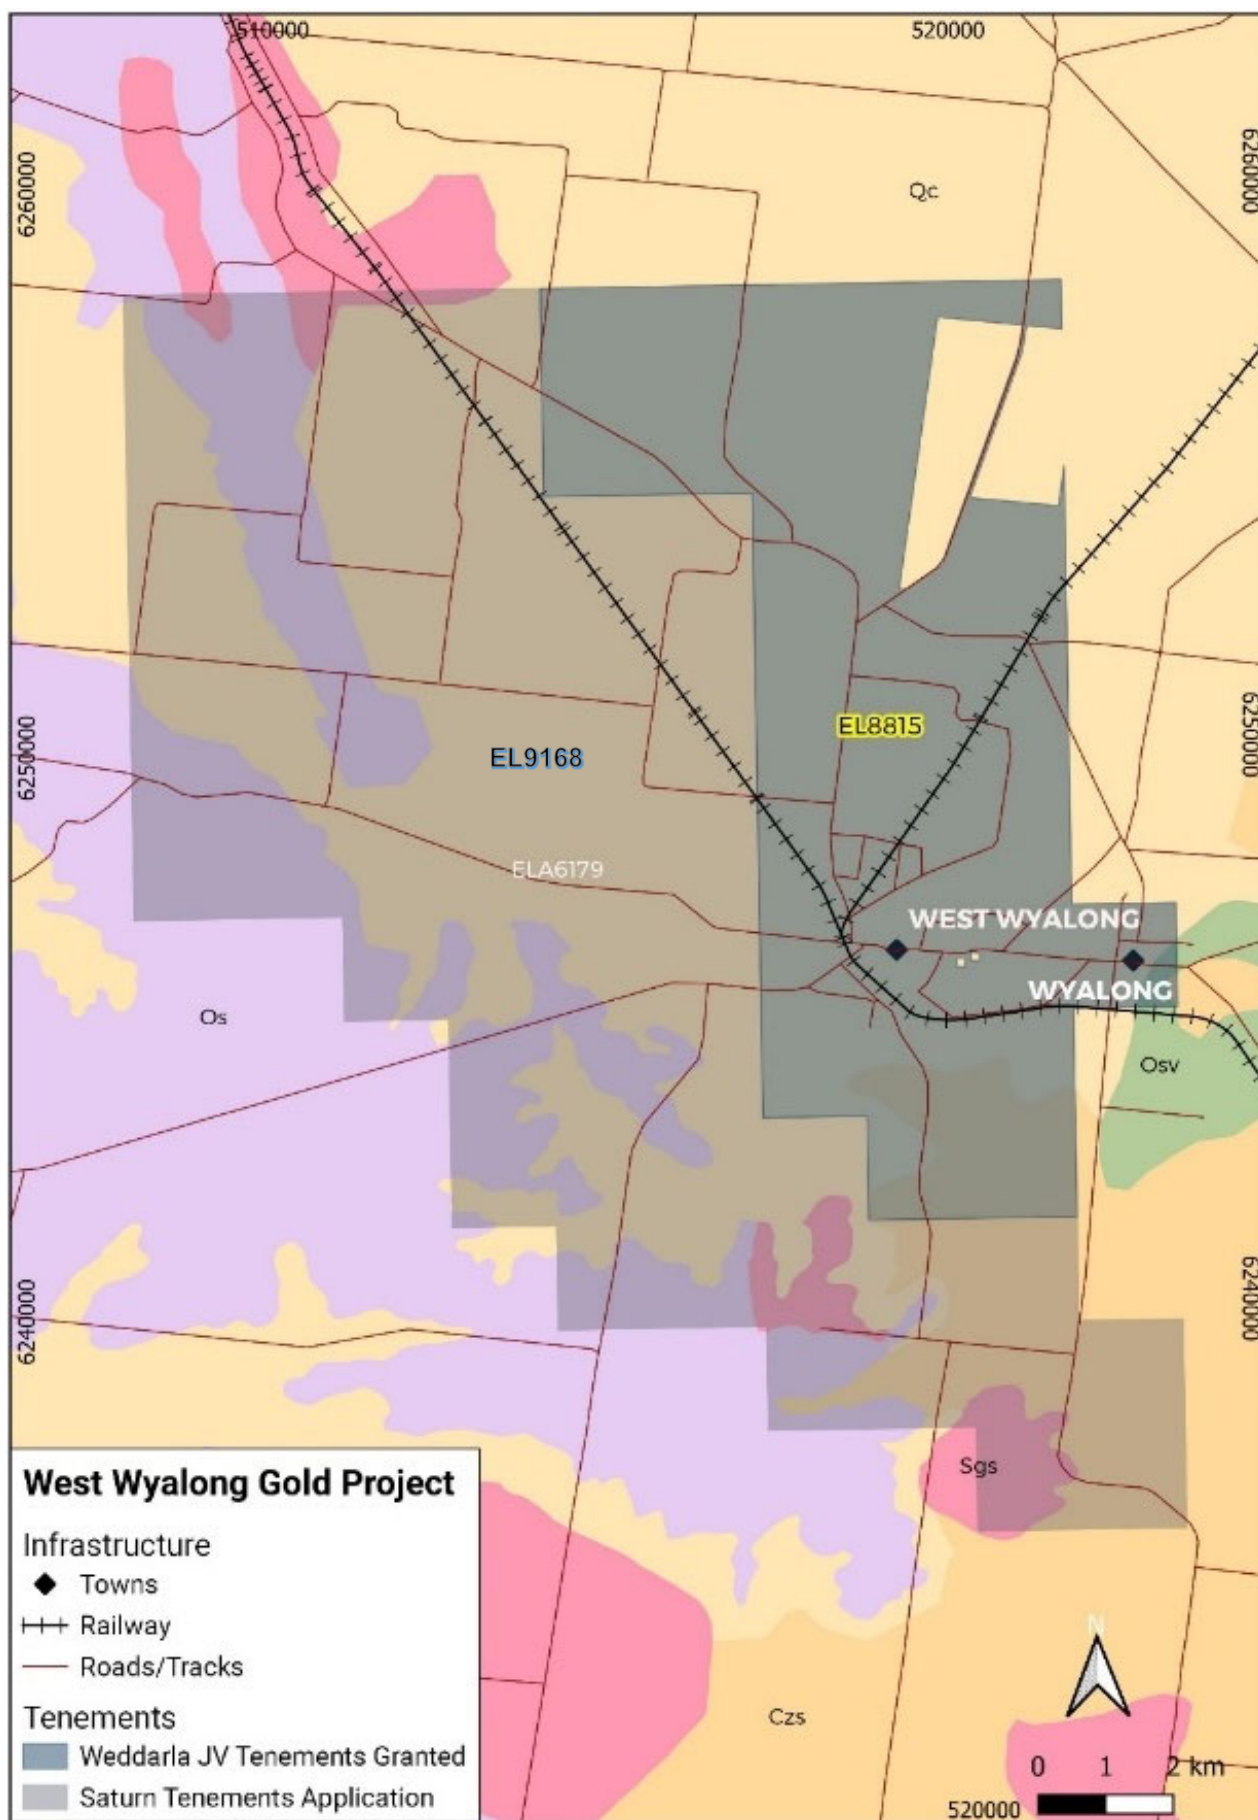 510000
520000
6260000
6260000
Qc
EL8815
6250000
6250000
EL9168
ELA6179
WEST WYALONG
WYALONG
Os
Osv
6240000
6240000
Sgs
West Wyalong Gold Project
Infrastructure
Towns
Railway
Roads/Tracks
Tenements
Weddarla JV Tenements Granted
Saturn Tenements Application
Czs
N
0 1 2 km
520000